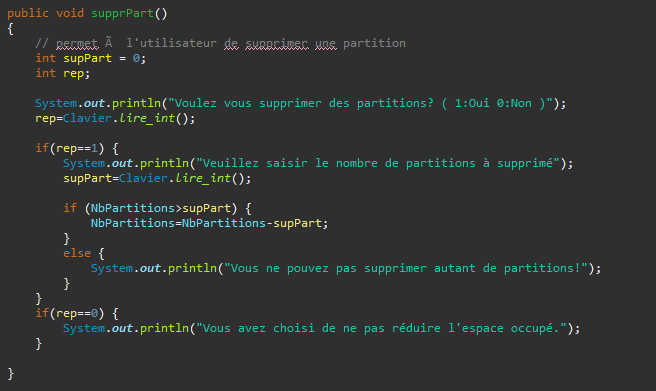 public void supprPart()
{
// permet Ã  l'utilisateur de supprimer une partition
int supPart = 0;
int rep;
System.out.println("Voulez vous supprimer des partitions? ( 1:Oui 0:Non )");
rep=Clavier.lire_int();
if(rep==1) {
System.out.println("Veuillez saisir le nombre de partitions à supprimé");
supPart=Clavier.lire_int();
if (NbPartitions>supPart) {
NbPartitions=NbPartitions-supPart;
}
else {
System.out.println("Vous ne pouvez pas supprimer autant de partitions!");
}
}
if(rep==0) {
System.out.println("Vous avez choisi de ne pas réduire l'espace occupé.");
}
}